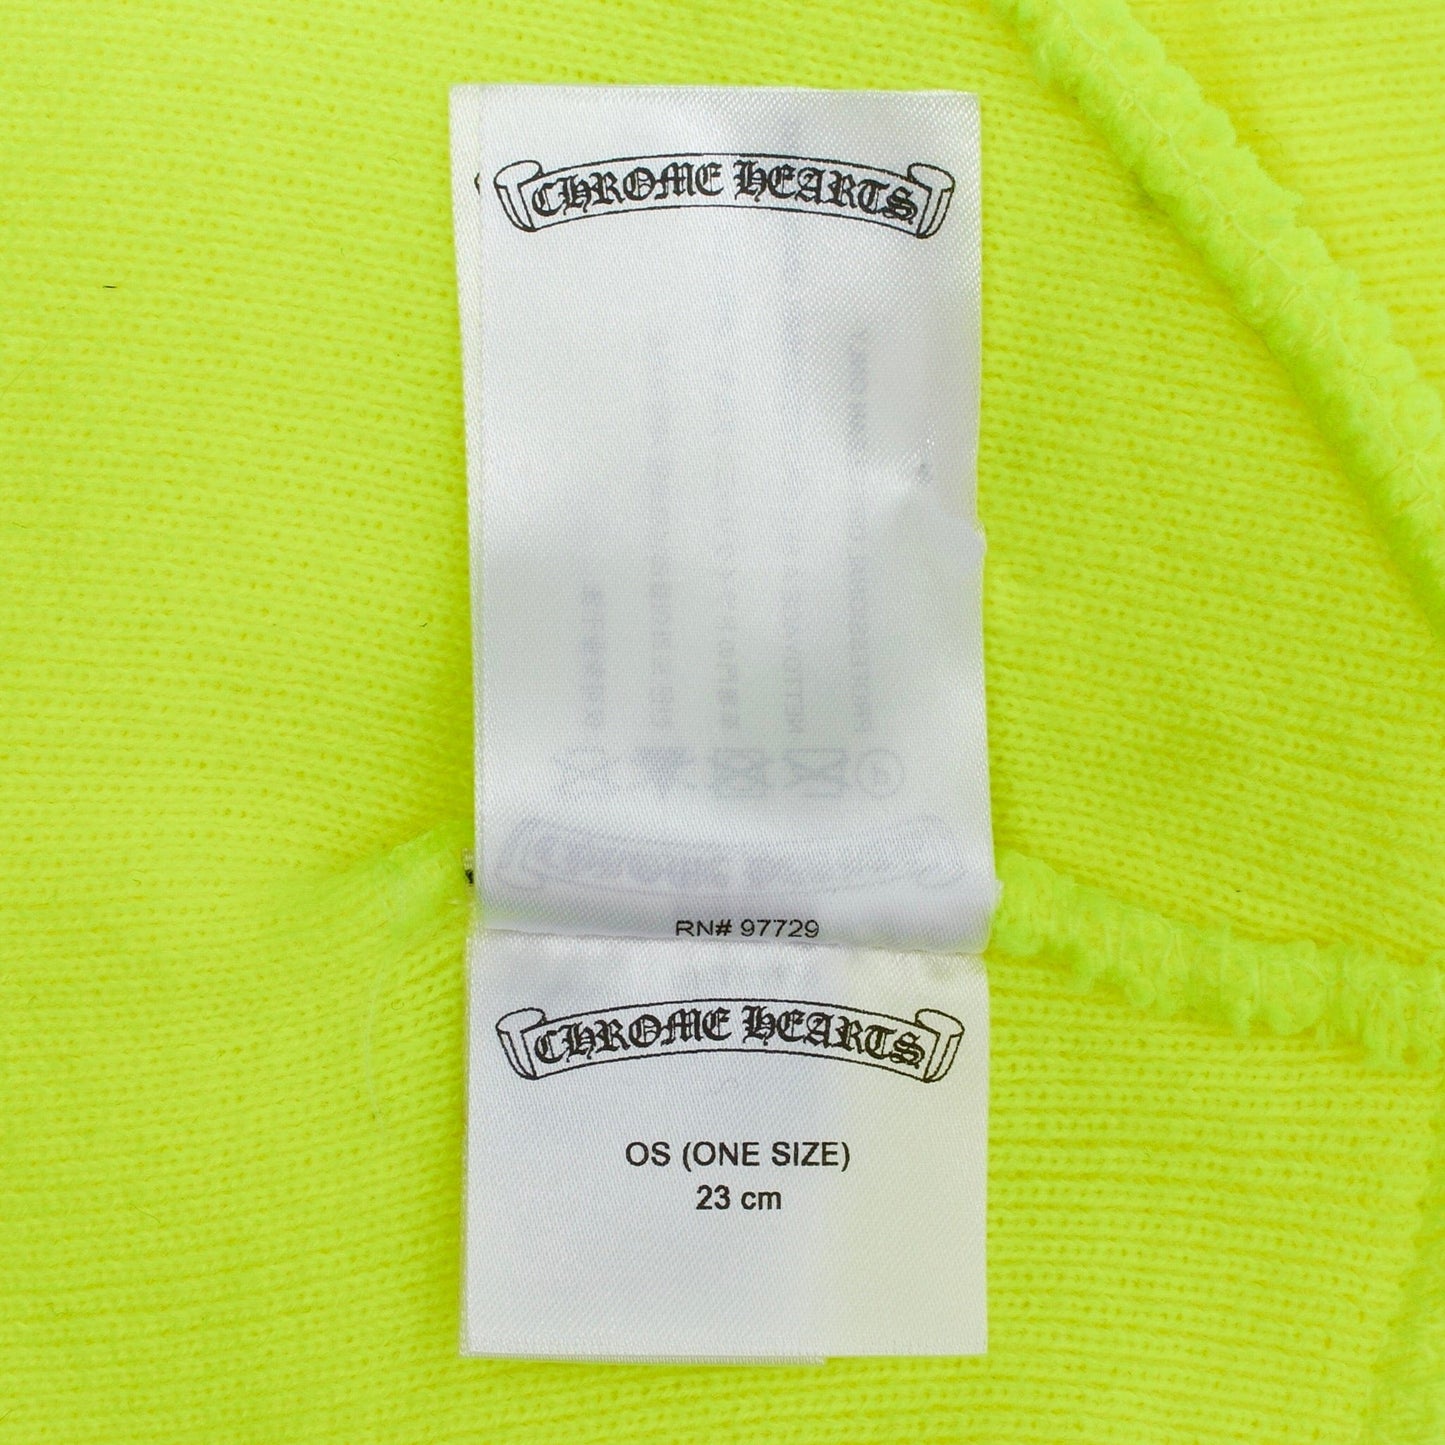 CHROME HEARTS
RN# 97729
CHROME HEARTS
OS (ONE SIZE)
23 cm